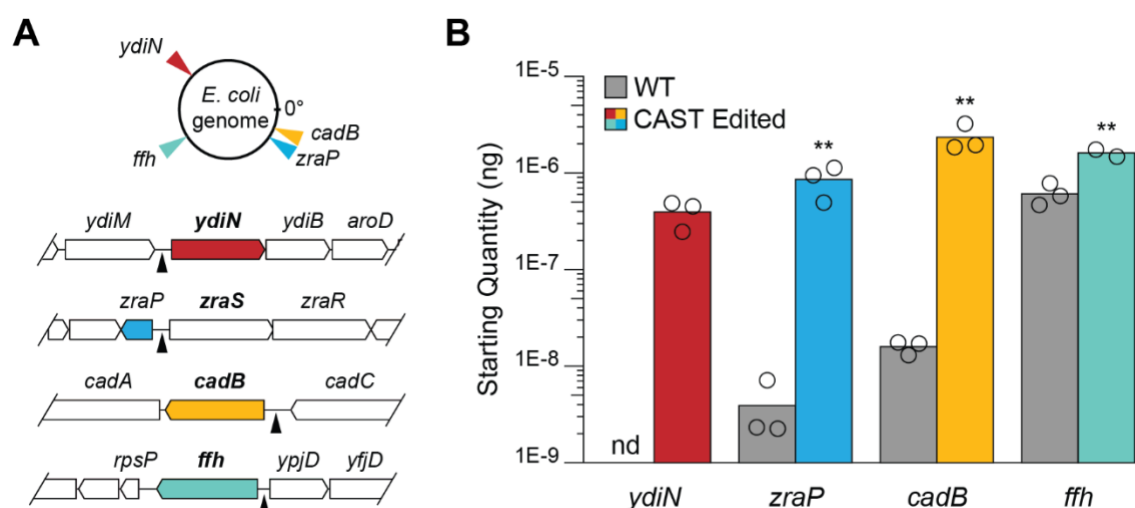 A
ydiN
E. coli
genome
0°
cadB
zraP
ffh
ydiM ydiN ydiB aroD
zraP zraS zraR
cadA cadB cadC
rpsP ffh ypjD yfjD
B
WT
CAST Edited
Starting Quantity (ng)
1E-5
1E-6
1E-7
1E-8
1E-9
nd
**
**
**
ydiN zraP cadB ffh